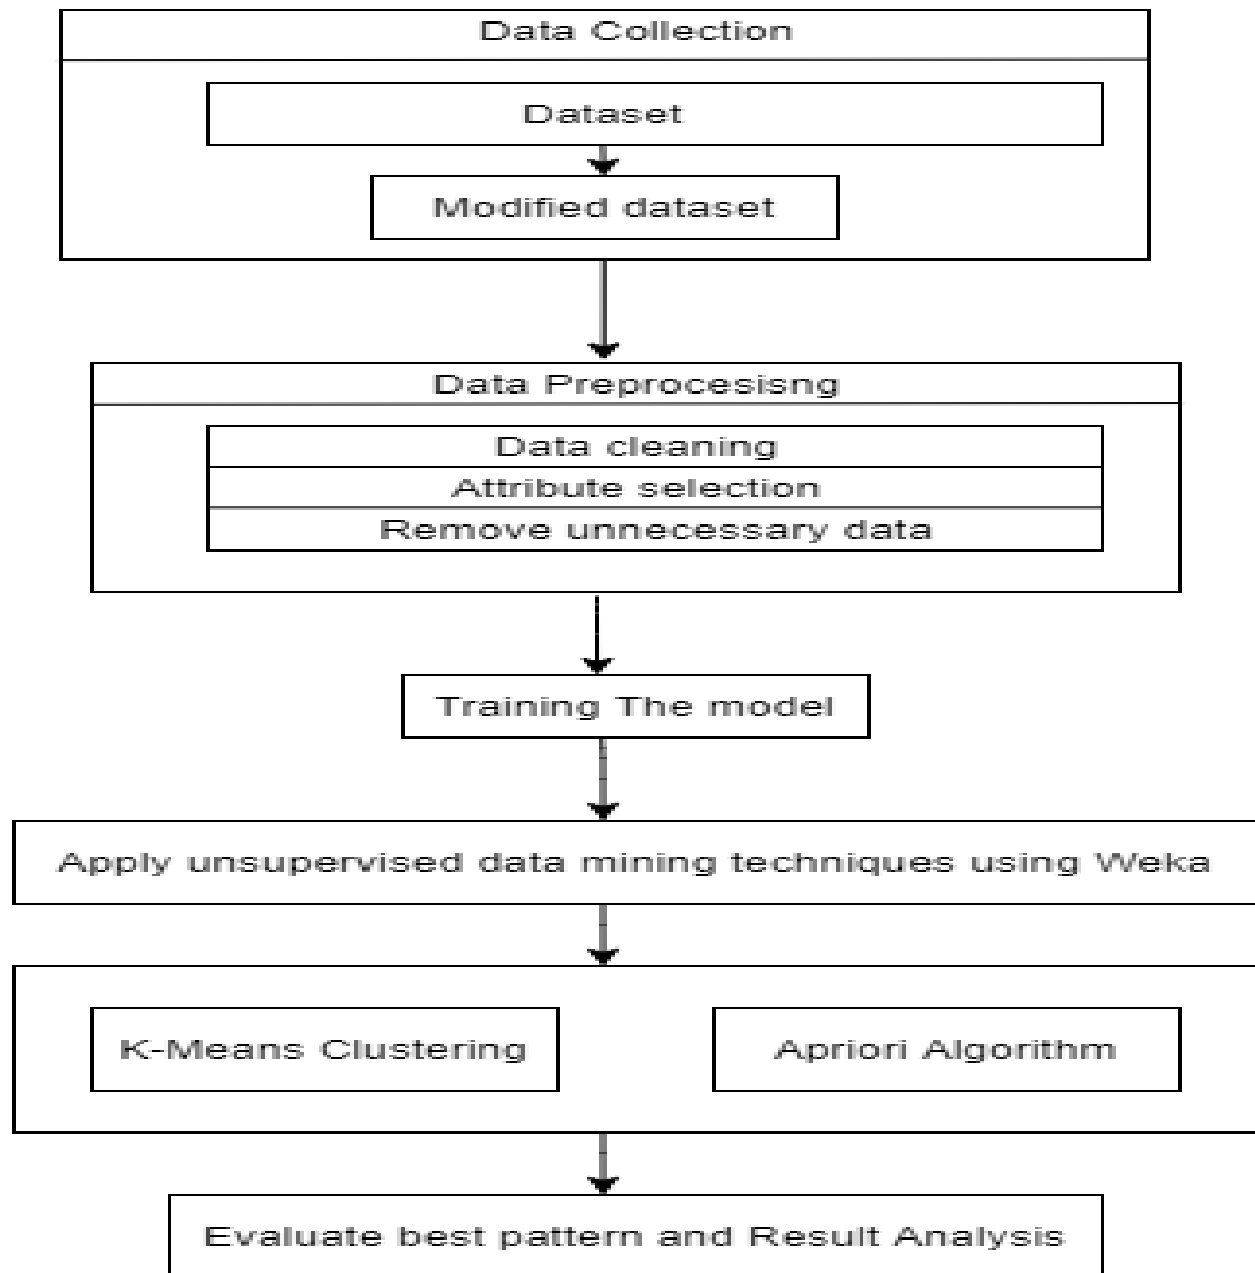 Data Collection
Dataset
Modified dataset
Data Preprocesisng
Data cleaning
Attribute selection
Remove unnecessary data
Training The model
Apply unsupervised data mining techniques using Weka
K-Means Clustering
Apriori Algorithm
Evaluate best pattern and Result Analysis